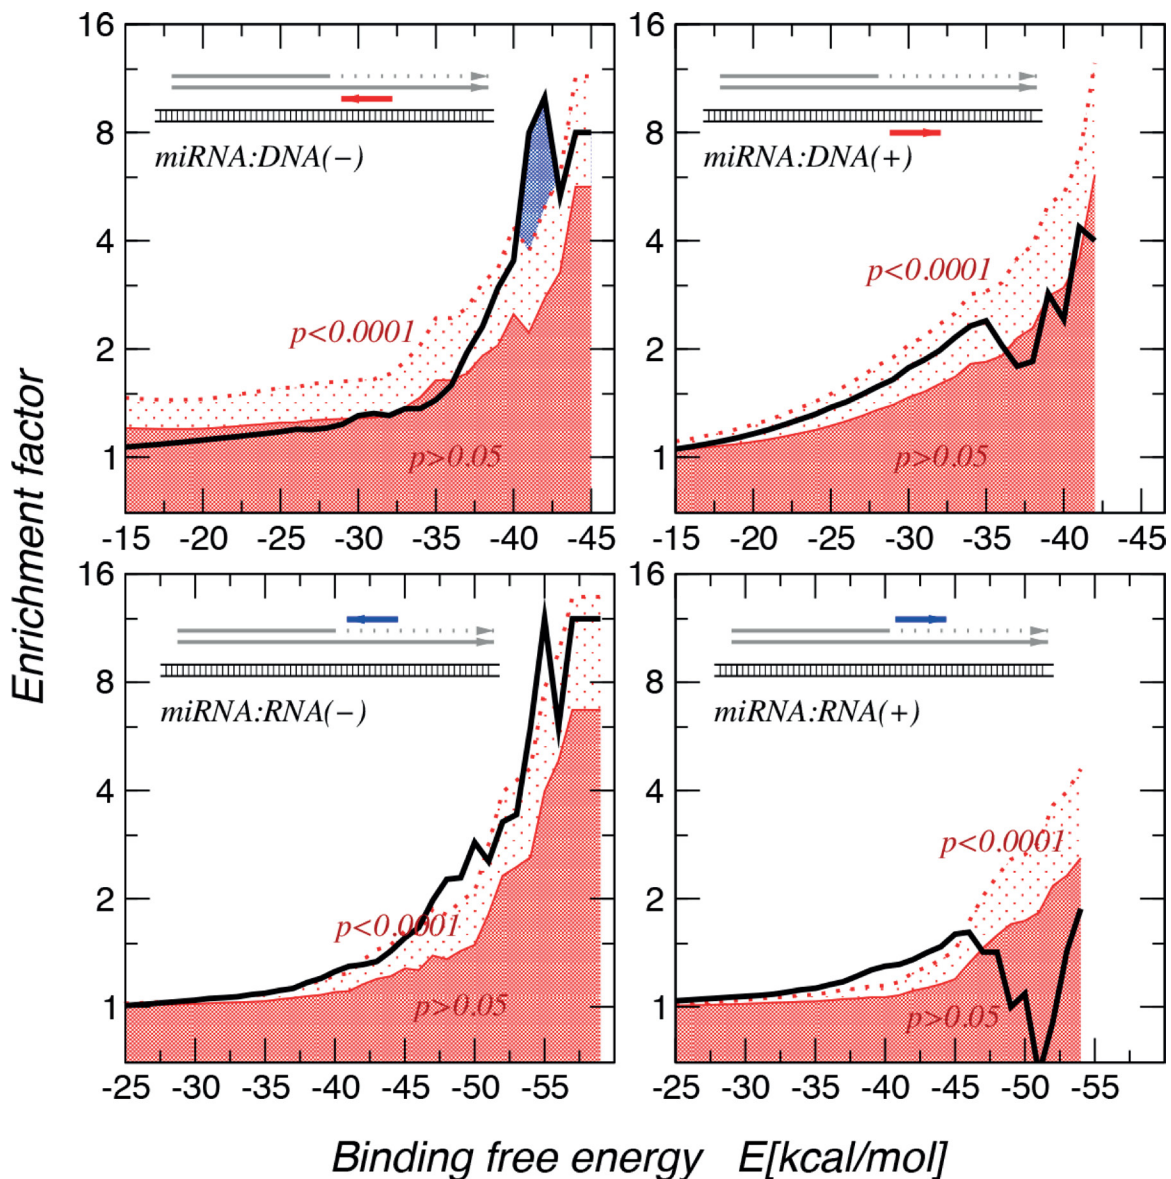 16
8
4
2
1
miRNA:DNA(−)
p<0.0001
p>0.05
-15 -20 -25 -30 -35 -40 -45
16
8
4
2
1
miRNA:DNA(+)
p<0.0001
p>0.05
-15 -20 -25 -30 -35 -40 -45
16
8
4
2
1
miRNA:RNA(−)
p<0.0001
p>0.05
-25 -30 -35 -40 -45 -50 -55
16
8
4
2
1
miRNA:RNA(+)
p<0.0001
p>0.05
-25 -30 -35 -40 -45 -50 -55
Enrichment factor
Binding free energy E[kcal/mol]